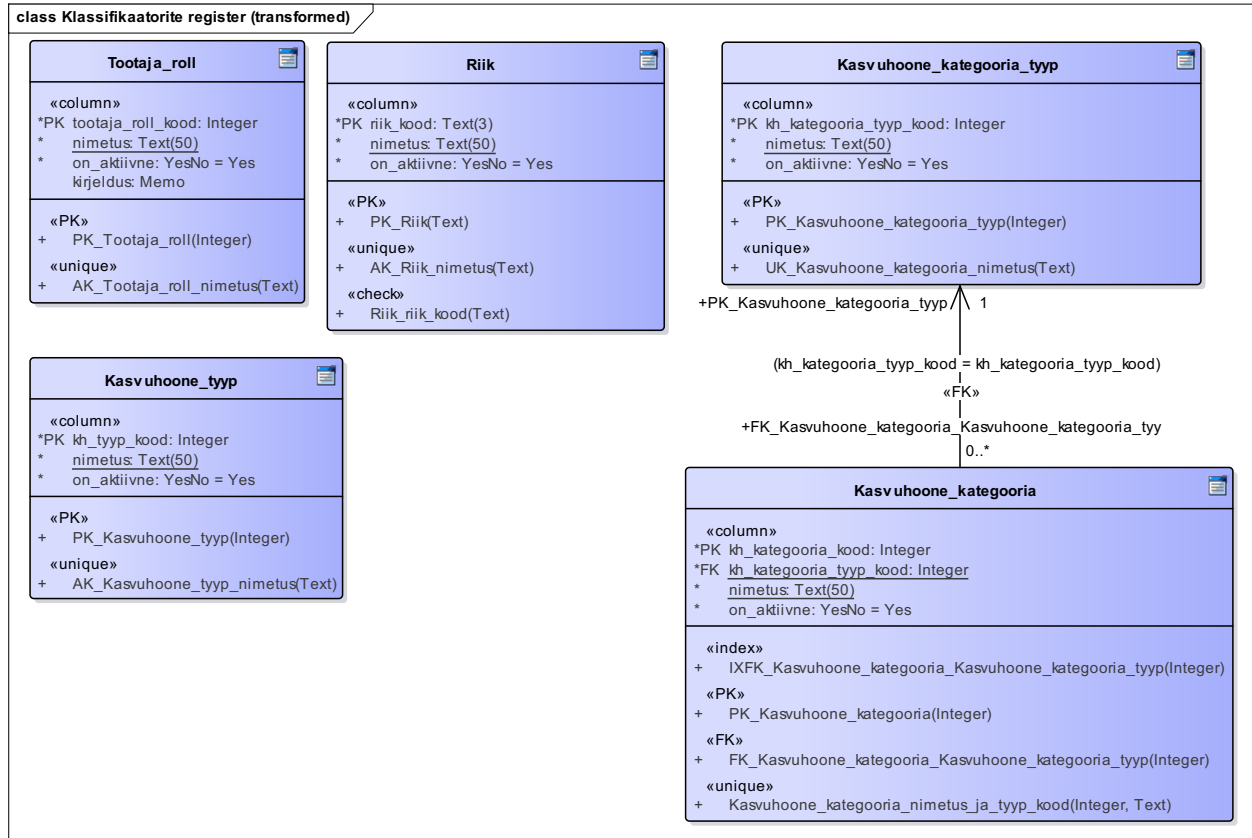 class Klassifikaatorite register (transformed)
Tootaja_roll
«column»
*PK tootaja_roll_kood: Integer
* nimetus: Text(50)
* on_aktiivne: YesNo = Yes
kirjeldus: Memo
«PK»
+ PK_Tootaja_roll(Integer)
«unique»
+ AK_Tootaja_roll_nimetus(Text)
Riik
«column»
*PK riik_kood: Text(3)
* nimetus: Text(50)
* on_aktiivne: YesNo = Yes
«PK»
+ PK_Riik(Text)
«unique»
+ AK_Riik_nimetus(Text)
«check»
+ Riik_riik_kood(Text)
Kasvuhoone_kategooria_tyyp
«column»
*PK kh_kategooria_tyyp_kood: Integer
* nimetus: Text(50)
* on_aktiivne: YesNo = Yes
«PK»
+ PK_Kasvuhoone_kategooria_tyyp(Integer)
«unique»
+ UK_Kasvuhoone_kategooria_nimetus(Text)
+PK_Kasvuhoone_kategooria_tyyp 1
(kh_kategooria_tyyp_kood = kh_kategooria_tyyp_kood)
«FK»
+FK_Kasvuhoone_kategooria_Kasvuhoone_kategooria_tyy
0..*
Kasvuhoone_tyyp
«column»
*PK kh_tyyp_kood: Integer
* nimetus: Text(50)
* on_aktiivne: YesNo = Yes
«PK»
+ PK_Kasvuhoone_tyyp(Integer)
«unique»
+ AK_Kasvuhoone_tyyp_nimetus(Text)
Kasvuhoone_kategooria
«column»
*PK kh_kategooria_kood: Integer
*FK kh_kategooria_tyyp_kood: Integer
* nimetus: Text(50)
* on_aktiivne: YesNo = Yes
«index»
+ IXFK_Kasvuhoone_kategooria_Kasvuhoone_kategooria_tyyp(Integer)
«PK»
+ PK_Kasvuhoone_kategooria(Integer)
«FK»
+ FK_Kasvuhoone_kategooria_Kasvuhoone_kategooria_tyyp(Integer)
«unique»
+ Kasvuhoone_kategooria_nimetus_ja_tyyp_kood(Integer, Text)